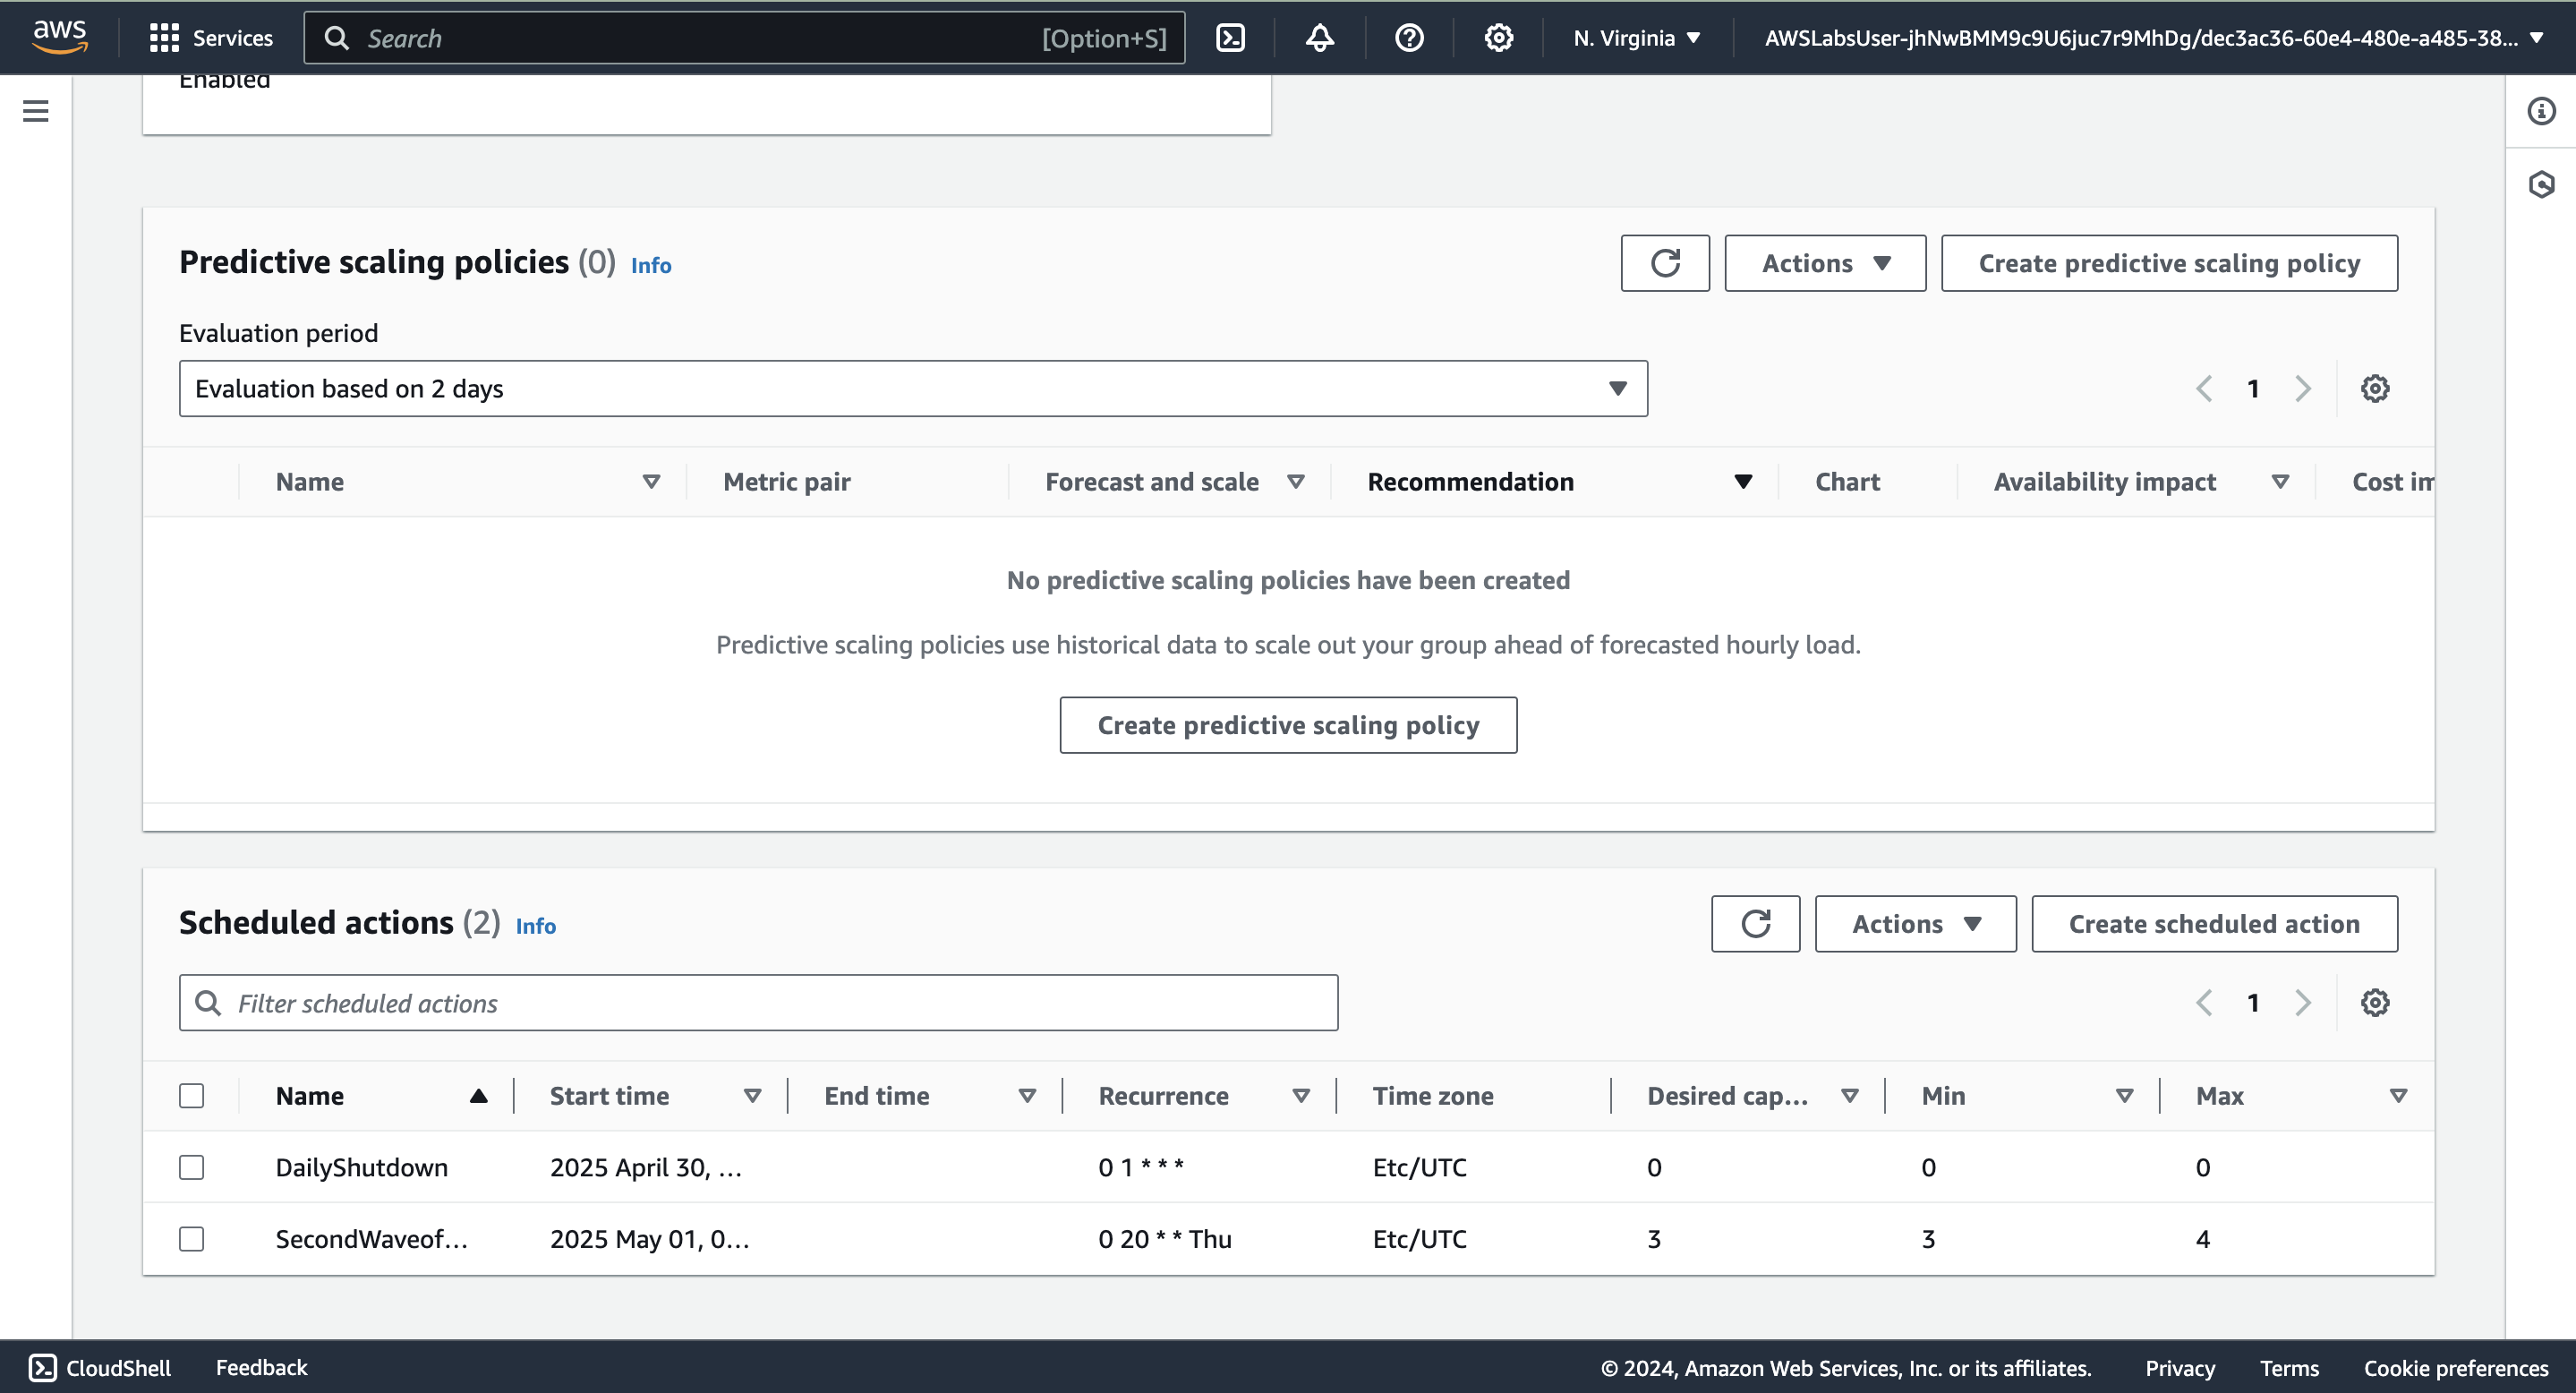 aws
Services
Search
[Option+S]
N. Virginia
AWSLabsUser-jhNwBMM9c9U6juc7r9MhDg/dec3ac36-60e4-480e-a485-38...
Enabled
Predictive scaling policies (0) Info
Actions
Create predictive scaling policy
Evaluation period
Evaluation based on 2 days
1
Name Metric pair Forecast and scale Recommendation Chart Availability impact Cost im
No predictive scaling policies have been created
Predictive scaling policies use historical data to scale out your group ahead of forecasted hourly load.
Create predictive scaling policy
Scheduled actions (2) Info
Actions
Create scheduled action
Filter scheduled actions
1
Name Start time End time Recurrence Time zone Desired cap... Min Max
DailyShutdown 2025 April 30, ... 0 1 * * * Etc/UTC 0 0 0
SecondWaveof... 2025 May 01, 0... 0 20 * * Thu Etc/UTC 3 3 4
CloudShell Feedback © 2024, Amazon Web Services, Inc. or its affiliates. Privacy Terms Cookie preferences